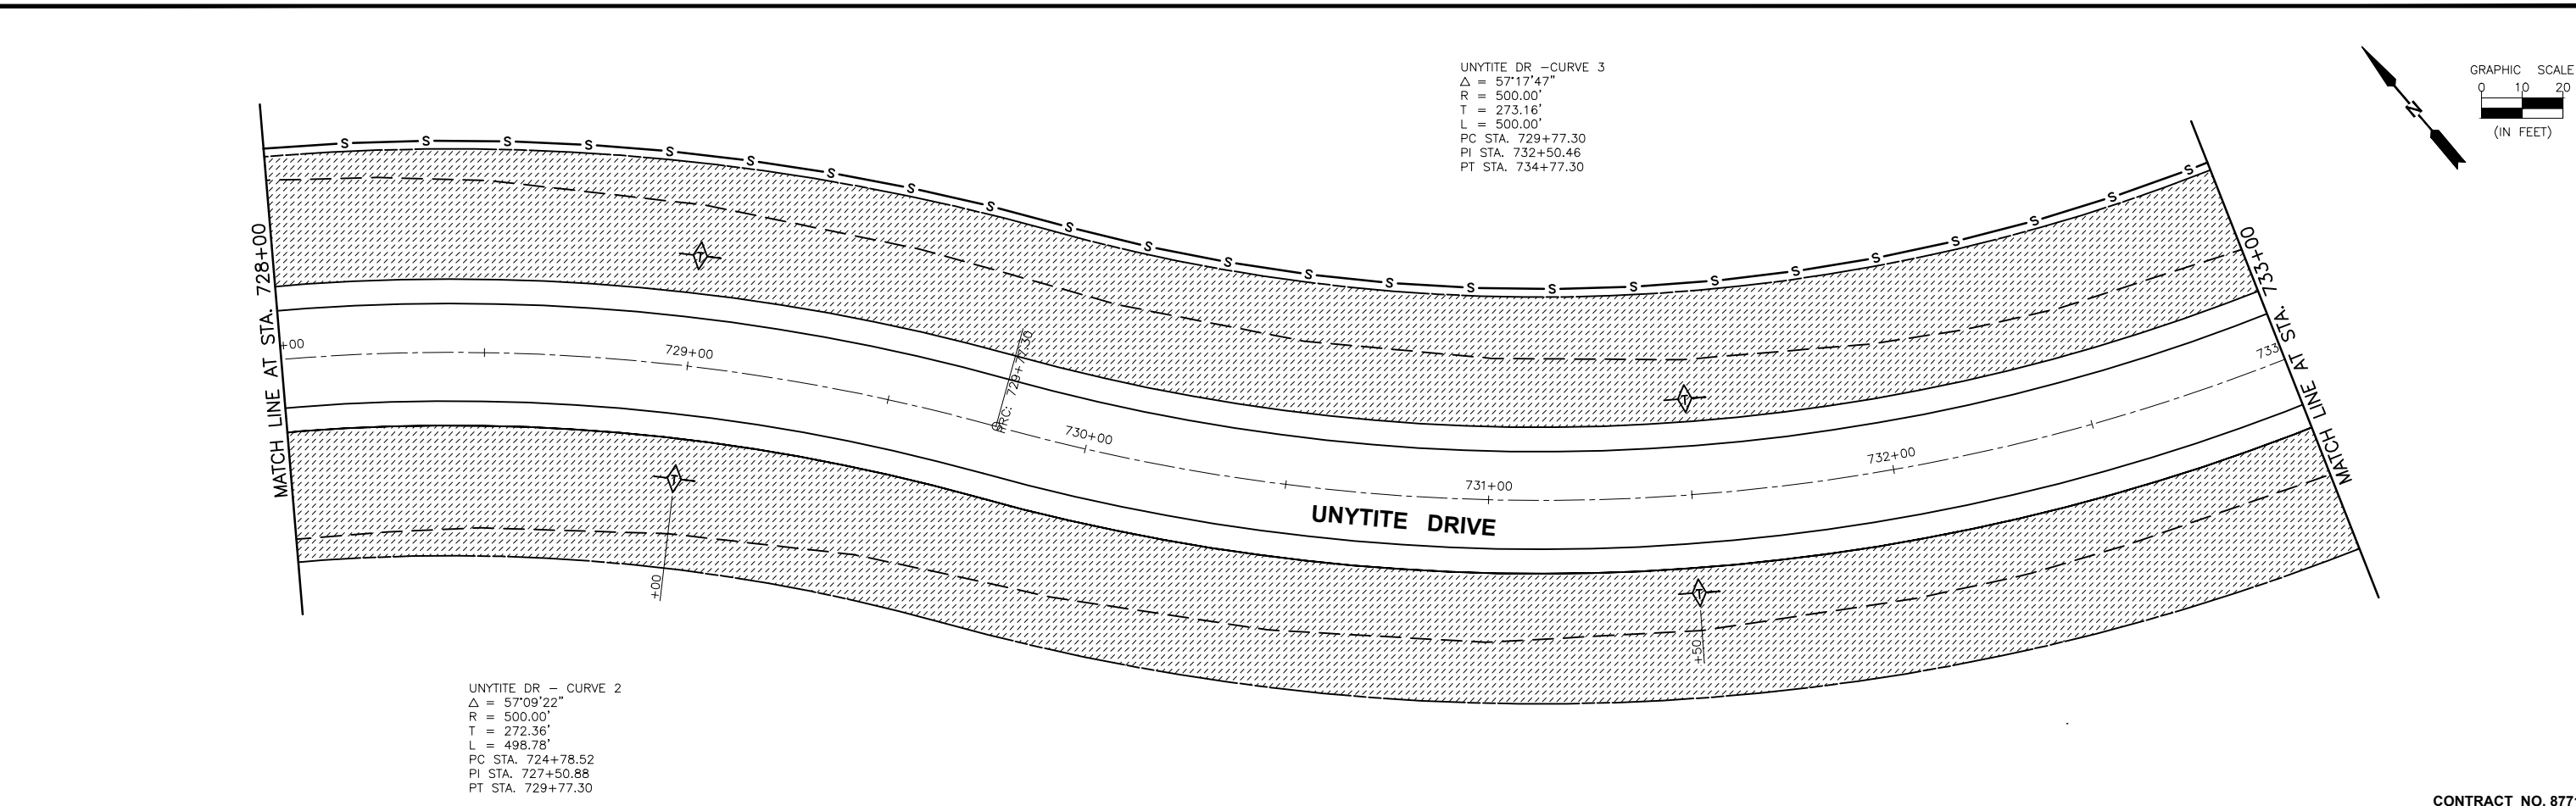 UNYTITE DR -CURVE 3
Δ = 57°17'47"
R = 500.00'
T = 273.16'
L = 500.00'
PC STA. 729+77.30
PI STA. 732+50.46
PT STA. 734+77.30
N
GRAPHIC SCALE
0 10 20
(IN FEET)
S S S S S S S S S S S S S S S S S S S S S S S S
MATCH LINE AT STA. 728+00
+00
729+00
PRC: 729+77.30
730+00
731+00
732+00
733
MATCH LINE AT STA. 733+00
T
T
T
T
UNYTITE DRIVE
+00
+50
UNYTITE DR - CURVE 2
Δ = 57°09'22"
R = 500.00'
T = 272.36'
L = 498.78'
PC STA. 724+78.52
PI STA. 727+50.88
PT STA. 729+77.30
CONTRACT NO. 877